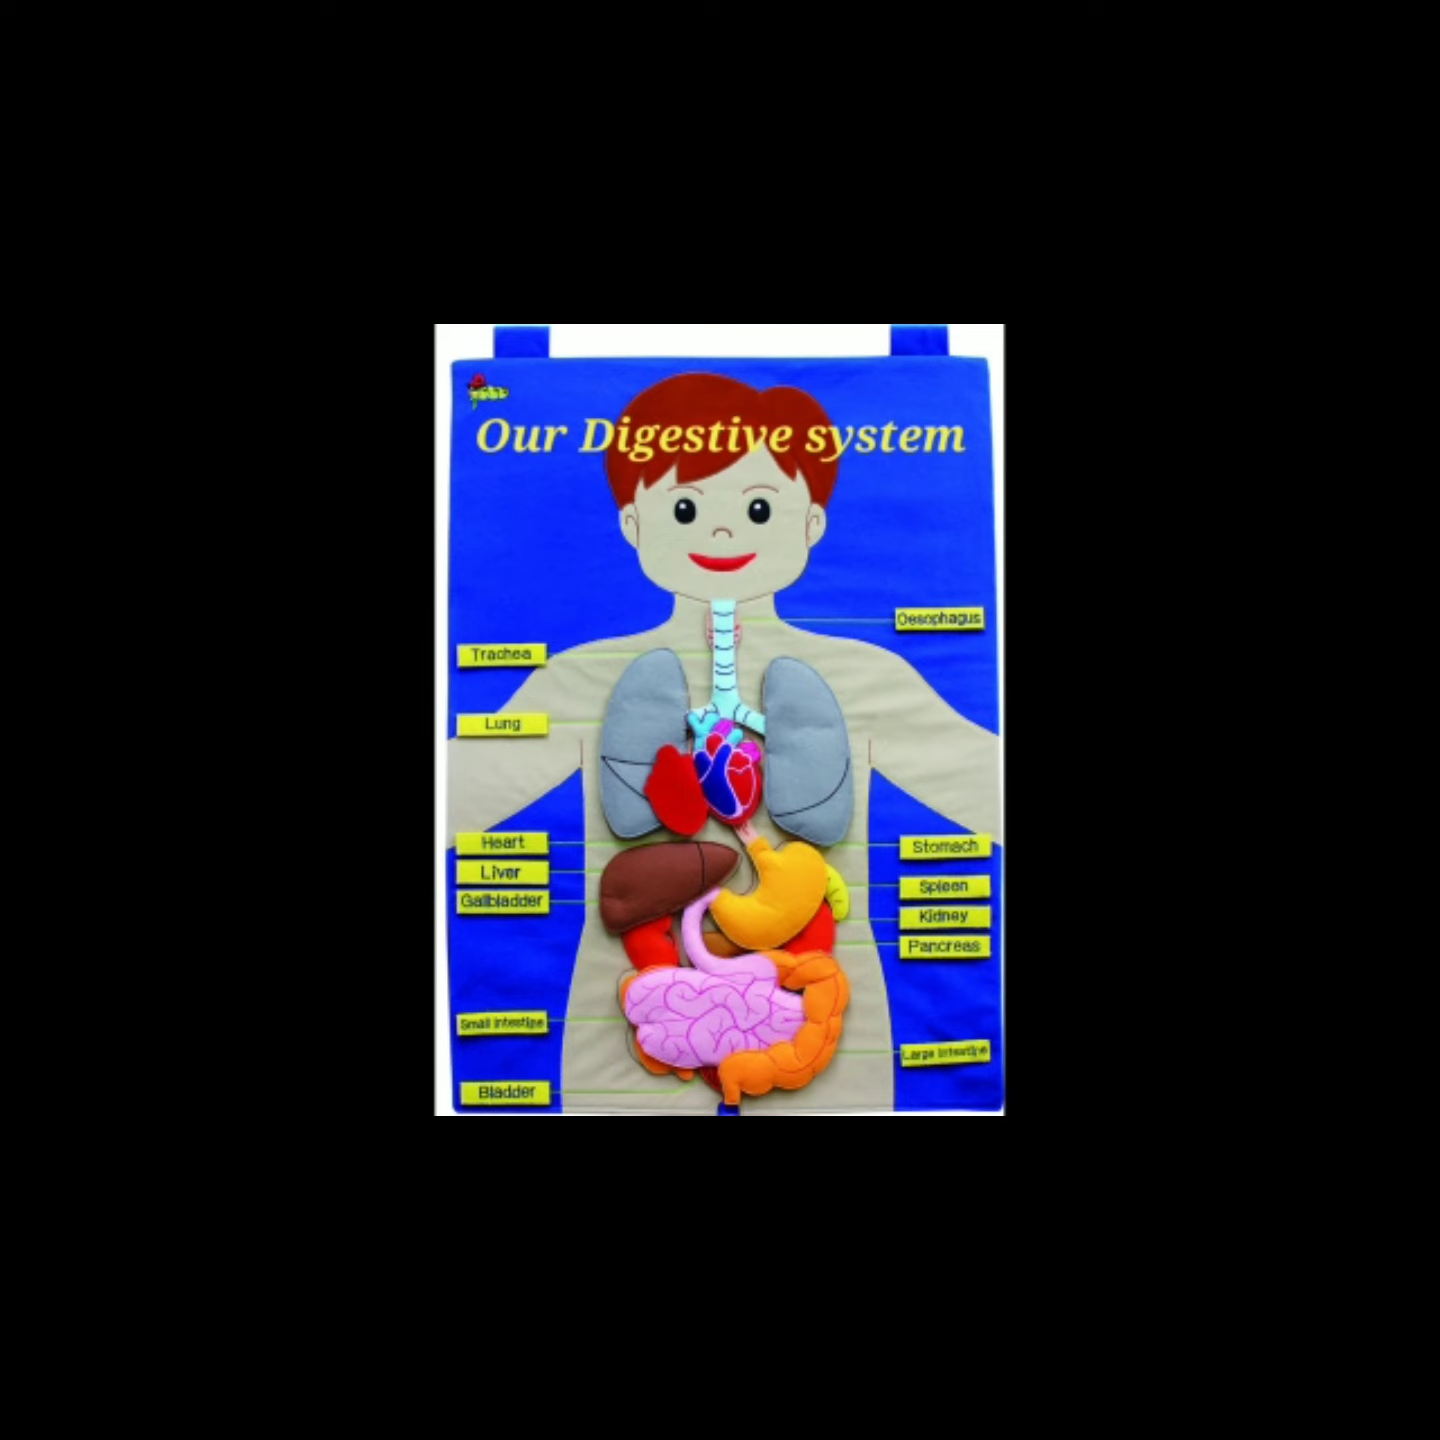 Our Digestive system
Oesophagus
Trachea
Lung
Heart
Liver
Gallbladder
Stomach
Spleen
Kidney
Pancreas
Small intestine
Large intestine
Bladder